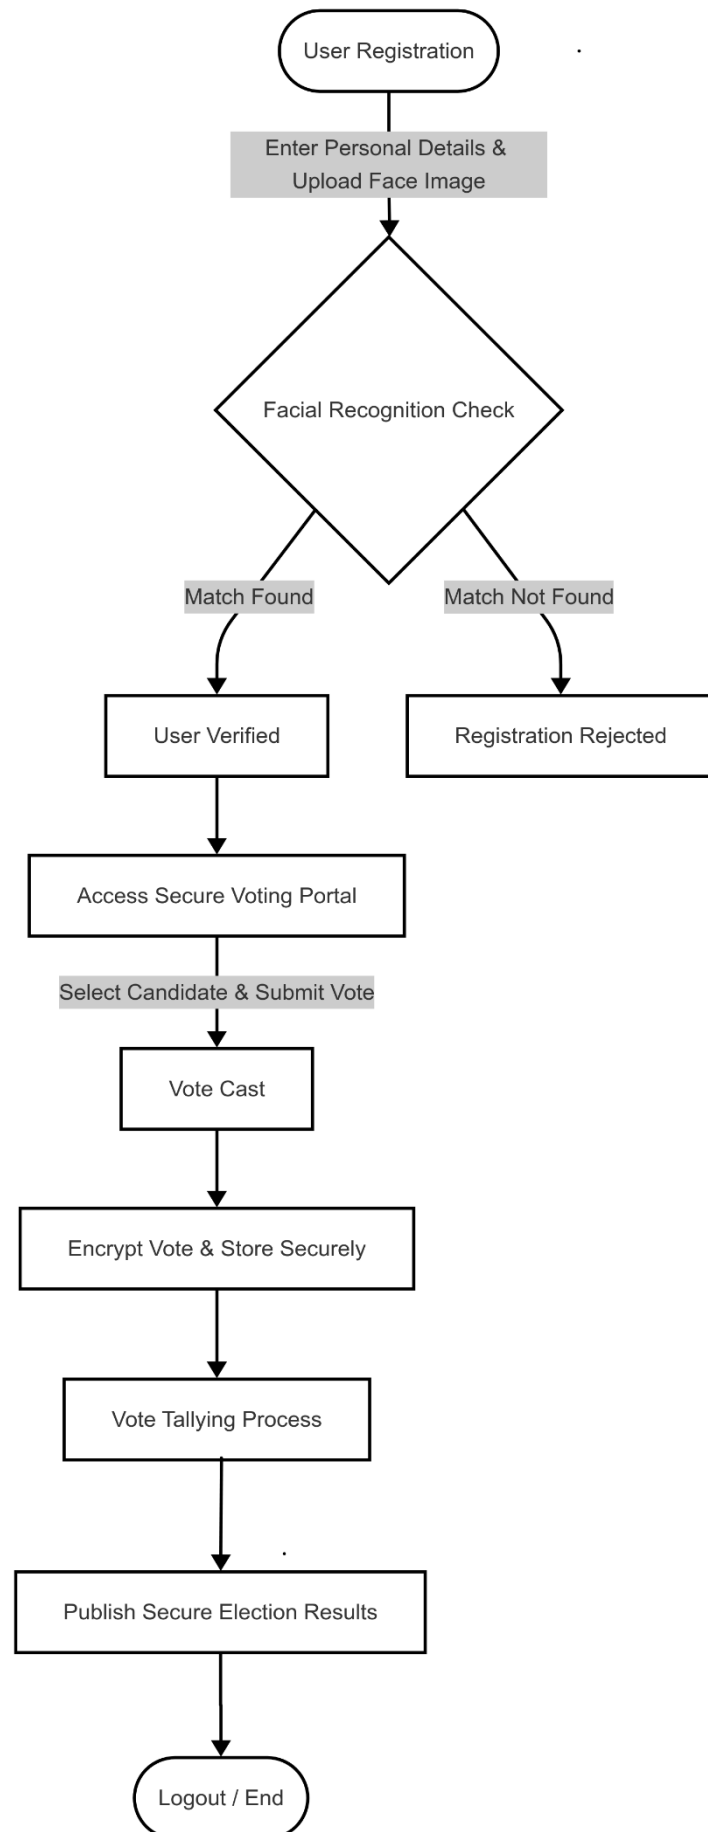 User Registration
Enter Personal Details &
Upload Face Image
Facial Recognition Check
Match Found
Match Not Found
User Verified
Registration Rejected
Access Secure Voting Portal
Select Candidate & Submit Vote
Vote Cast
Encrypt Vote & Store Securely
Vote Tallying Process
Publish Secure Election Results
Logout / End